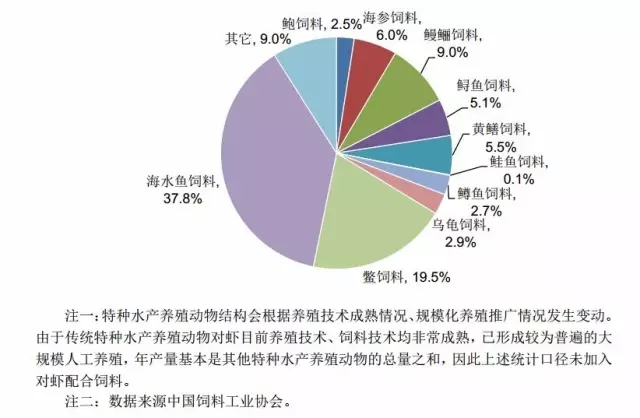 鲍饲料, 2.5%
海参饲料,
6.0%
鳗鲡饲料,
9.0%
鲟鱼饲料,
5.1%
黄鳝饲料,
5.5%
鲑鱼饲料,
0.1%
鳟鱼饲料,
2.7%
乌龟饲料,
2.9%
鳖饲料, 19.5%
海水鱼饲料,
37.8%
其它, 9.0%
注一:特种水产养殖动物结构会根据养殖技术成熟情况、规模化养殖推广情况发生变动。
由于传统特种水产养殖动物对虾目前养殖技术、饲料技术均非常成熟，已形成较为普遍的大
规模人工养殖，年产量基本是其他特种水产养殖动物的总量之和，因此上述统计口径未加入
对虾配合饲料。
注二：数据来源中国饲料工业协会。